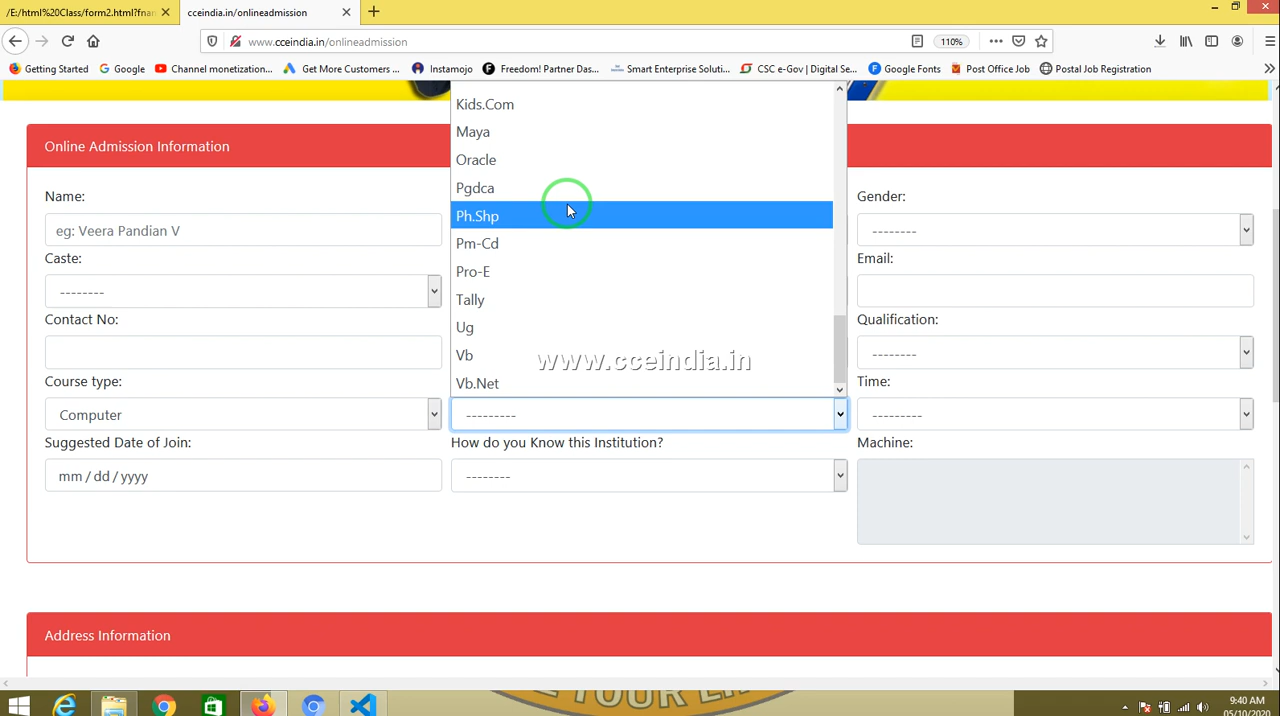 /E:/html%20Class/form2.html?fnar
cceindia.in/onlineadmission
www.cceindia.in/onlineadmission
110%
Getting Started
Google
Channel monetization...
Get More Customers ...
Instamojo
Freedom! Partner Das...
Smart Enterprise Soluti...
CSC e-Gov | Digital Se...
Google Fonts
Post Office Job
Postal Job Registration
Online Admission Information
Kids.Com
Maya
Oracle
Pgdca
Ph.Shp
Pm-Cd
Pro-E
Tally
Ug
Vb
Vb.Net
www.cceindia.in
Name:
eg: Veera Pandian V
Gender:
--------
Caste:
--------
Email:
Contact No:
Qualification:
--------
Course type:
Computer
---------
Time:
---------
Suggested Date of Join:
mm / dd / yyyy
How do you Know this Institution?
--------
Machine:
Address Information
9:40 AM
05/10/2020